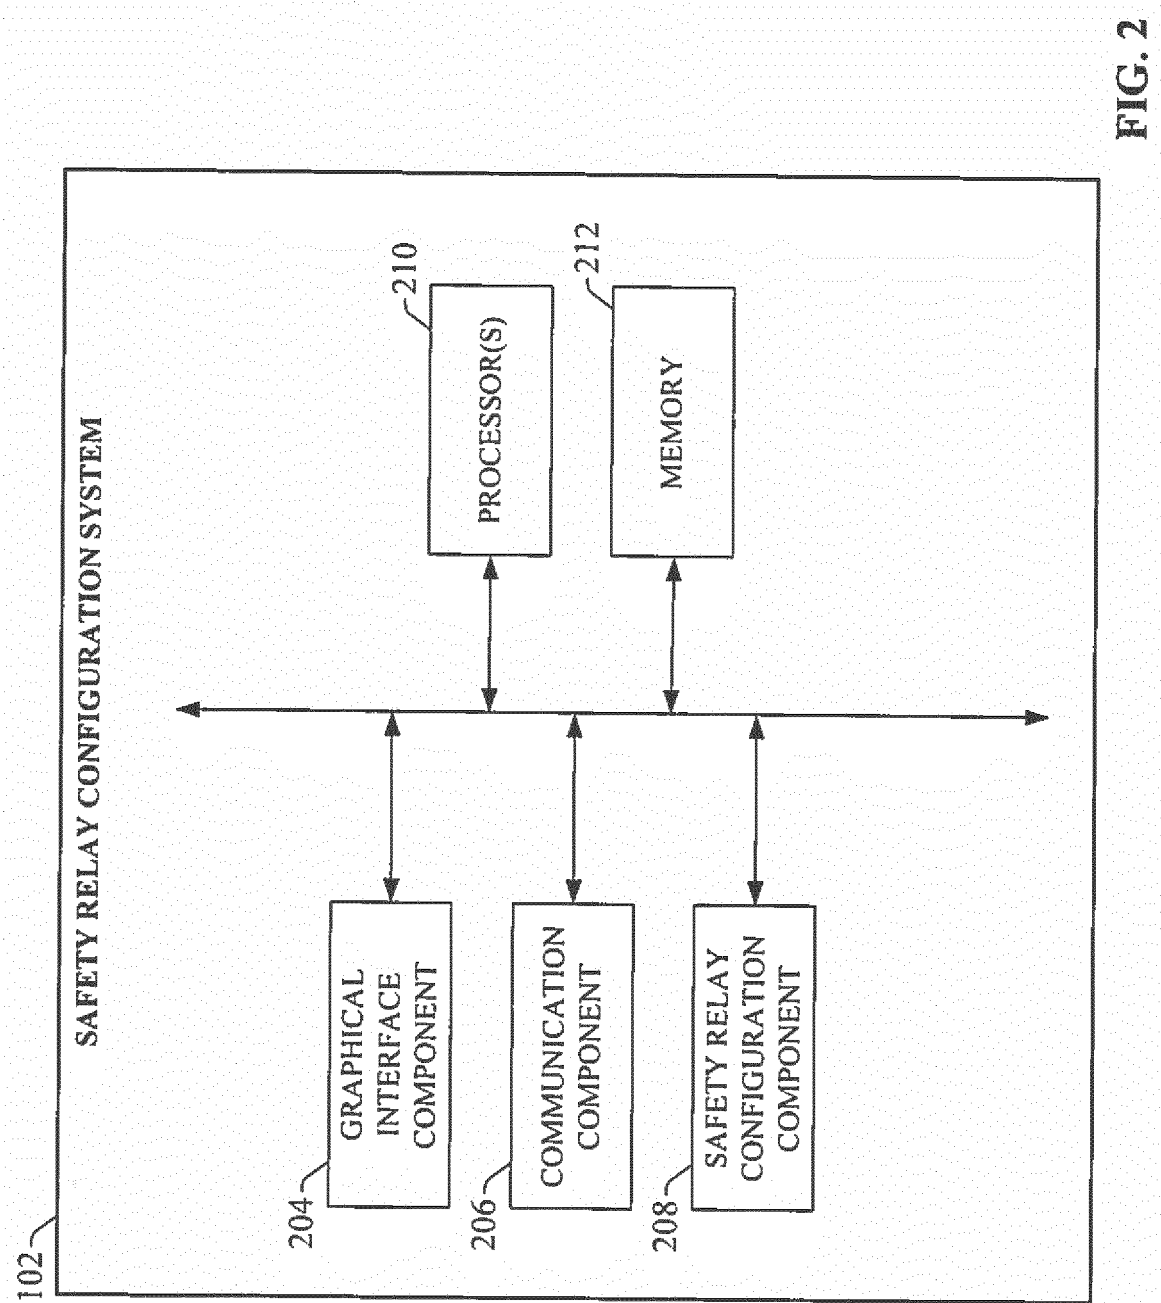 102
SAFETY RELAY CONFIGURATION SYSTEM
204
GRAPHICAL
INTERFACE
COMPONENT
210
PROCESSOR(S)
206
COMMUNICATION
COMPONENT
212
MEMORY
208
SAFETY RELAY
CONFIGURATION
COMPONENT
FIG. 2